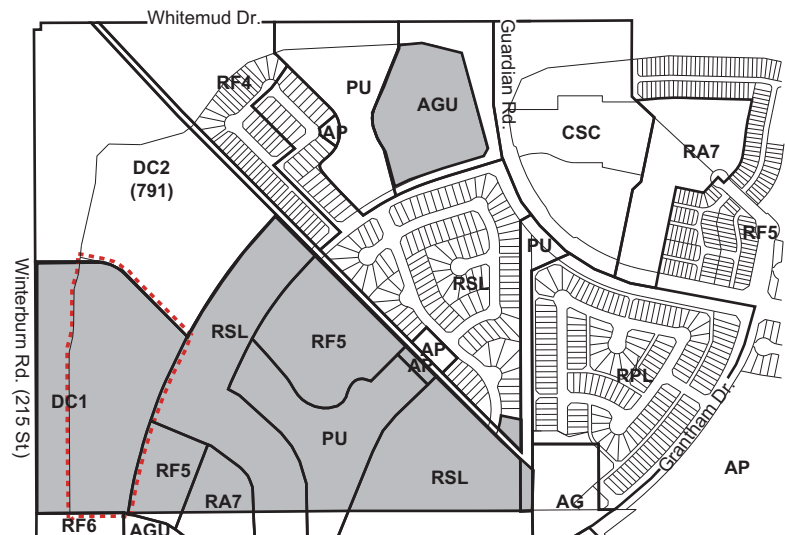 Whitemud Dr.
Guardian Rd.
RF4
PU
AGU
AP
CSC
RA7
DC2
(791)
RF5
PU
RSL
Winterburn Rd. (215 St.)
RSL
RF5
AP
AP
RPL
DC1
Grantham Dr.
PU
RF5
RSL
AP
RA7
AG
RF6
AGU